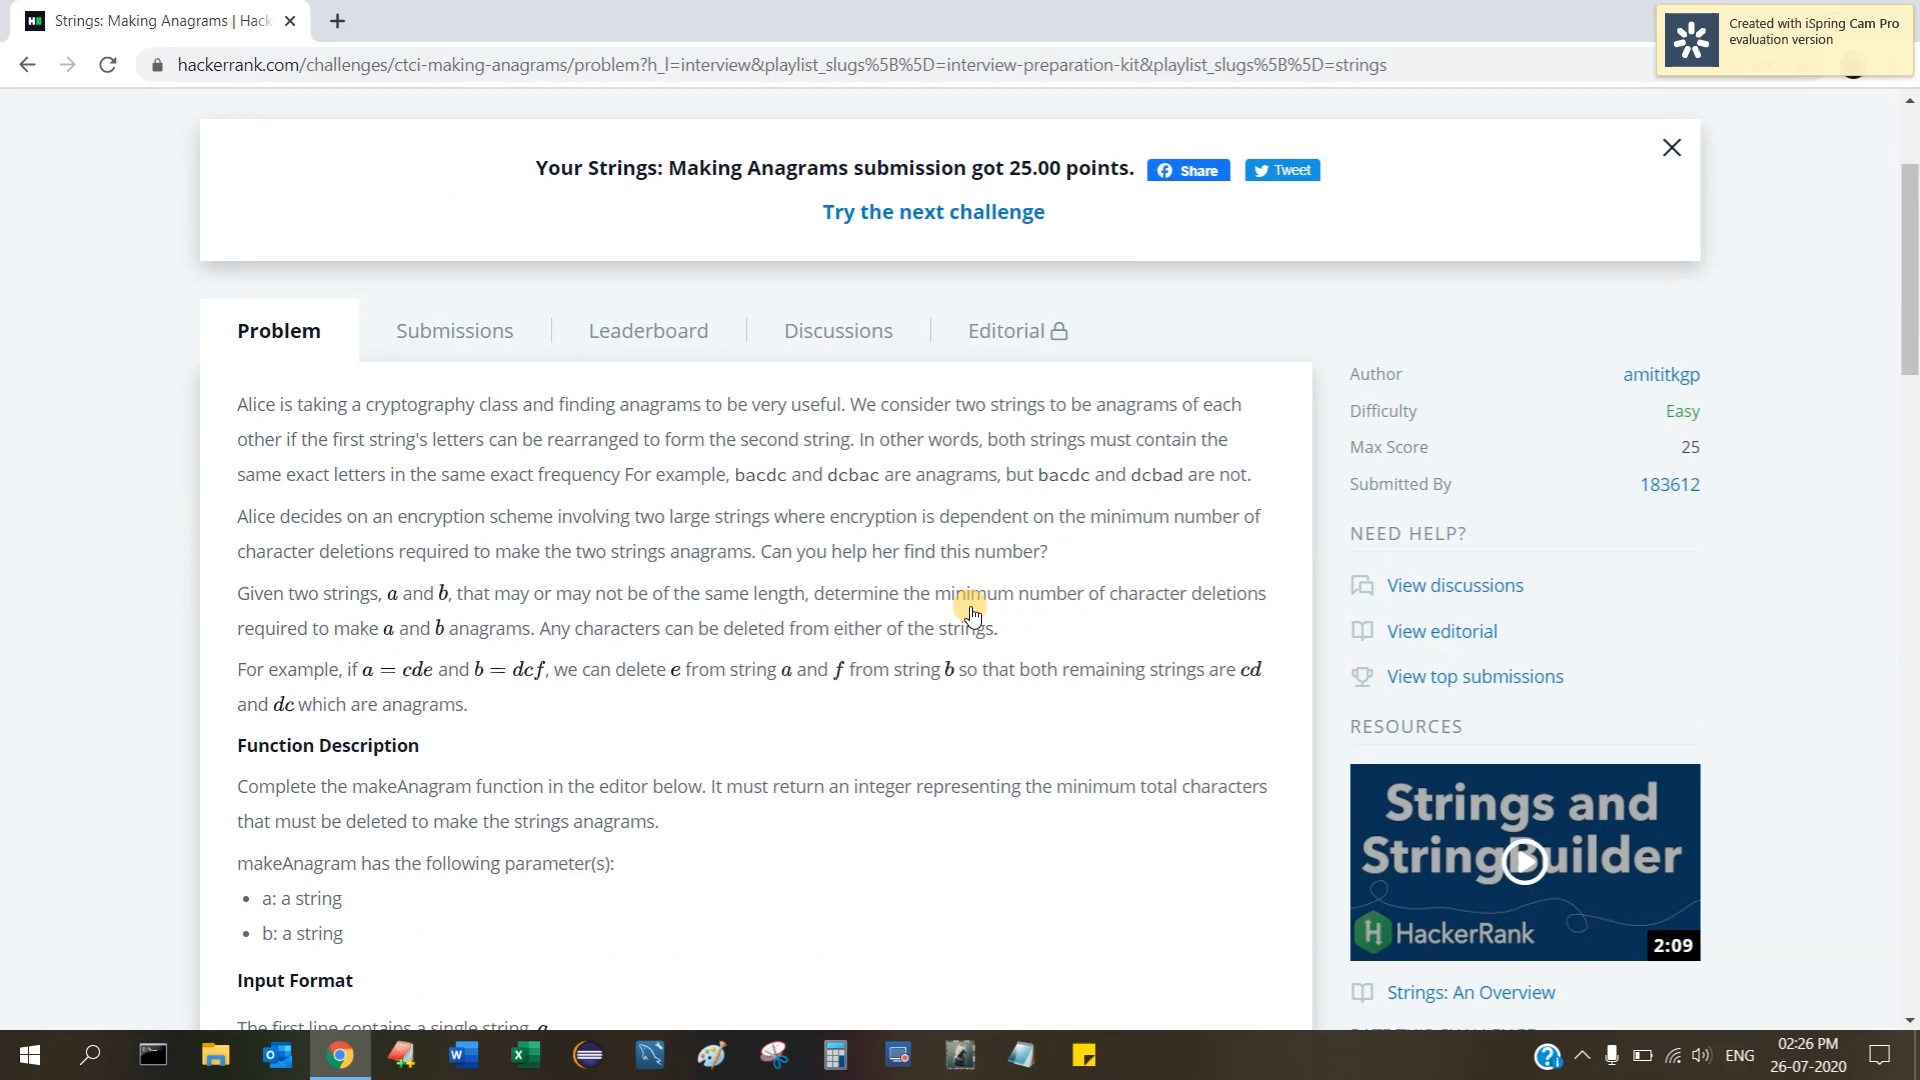 Strings: Making Anagrams | Hack
Created with iSpring Cam Pro
evaluation version
hackerrank.com/challenges/ctci-making-anagrams/problem?h_l=interview&playlist_slugs%5B%5D=interview-preparation-kit&playlist_slugs%5B%5D=strings
Your Strings: Making Anagrams submission got 25.00 points.
Share
Tweet
Try the next challenge
Problem
Submissions
Leaderboard
Discussions
Editorial
Alice is taking a cryptography class and finding anagrams to be very useful. We consider two strings to be anagrams of each
other if the first string's letters can be rearranged to form the second string. In other words, both strings must contain the
same exact letters in the same exact frequency For example, bacdc and dcbac are anagrams, but bacdc and dcbad are not.
Alice decides on an encryption scheme involving two large strings where encryption is dependent on the minimum number of
character deletions required to make the two strings anagrams. Can you help her find this number?
Given two strings, a and b, that may or may not be of the same length, determine the minimum number of character deletions
required to make a and b anagrams. Any characters can be deleted from either of the strings.
For example, if a = cde and b = dcf, we can delete e from string a and f from string b so that both remaining strings are cd
and dc which are anagrams.
Function Description
Complete the makeAnagram function in the editor below. It must return an integer representing the minimum total characters
that must be deleted to make the strings anagrams.
makeAnagram has the following parameter(s):
• a: a string
• b: a string
Input Format
The first line contains a single string, a
Author amititkgp
Difficulty Easy
Max Score 25
Submitted By 183612
NEED HELP?
View discussions
View editorial
View top submissions
RESOURCES
Strings and
StringBuilder
HackerRank
2:09
Strings: An Overview
RATE THIS CHALLENGE
ENG
02:26 PM
26-07-2020